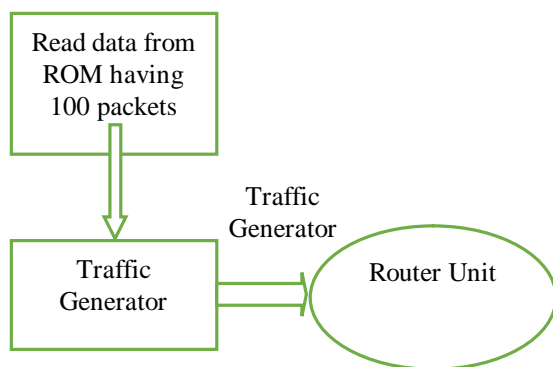 Read data from
ROM having
100 packets
Traffic
Generator
Traffic
Generator
Router Unit